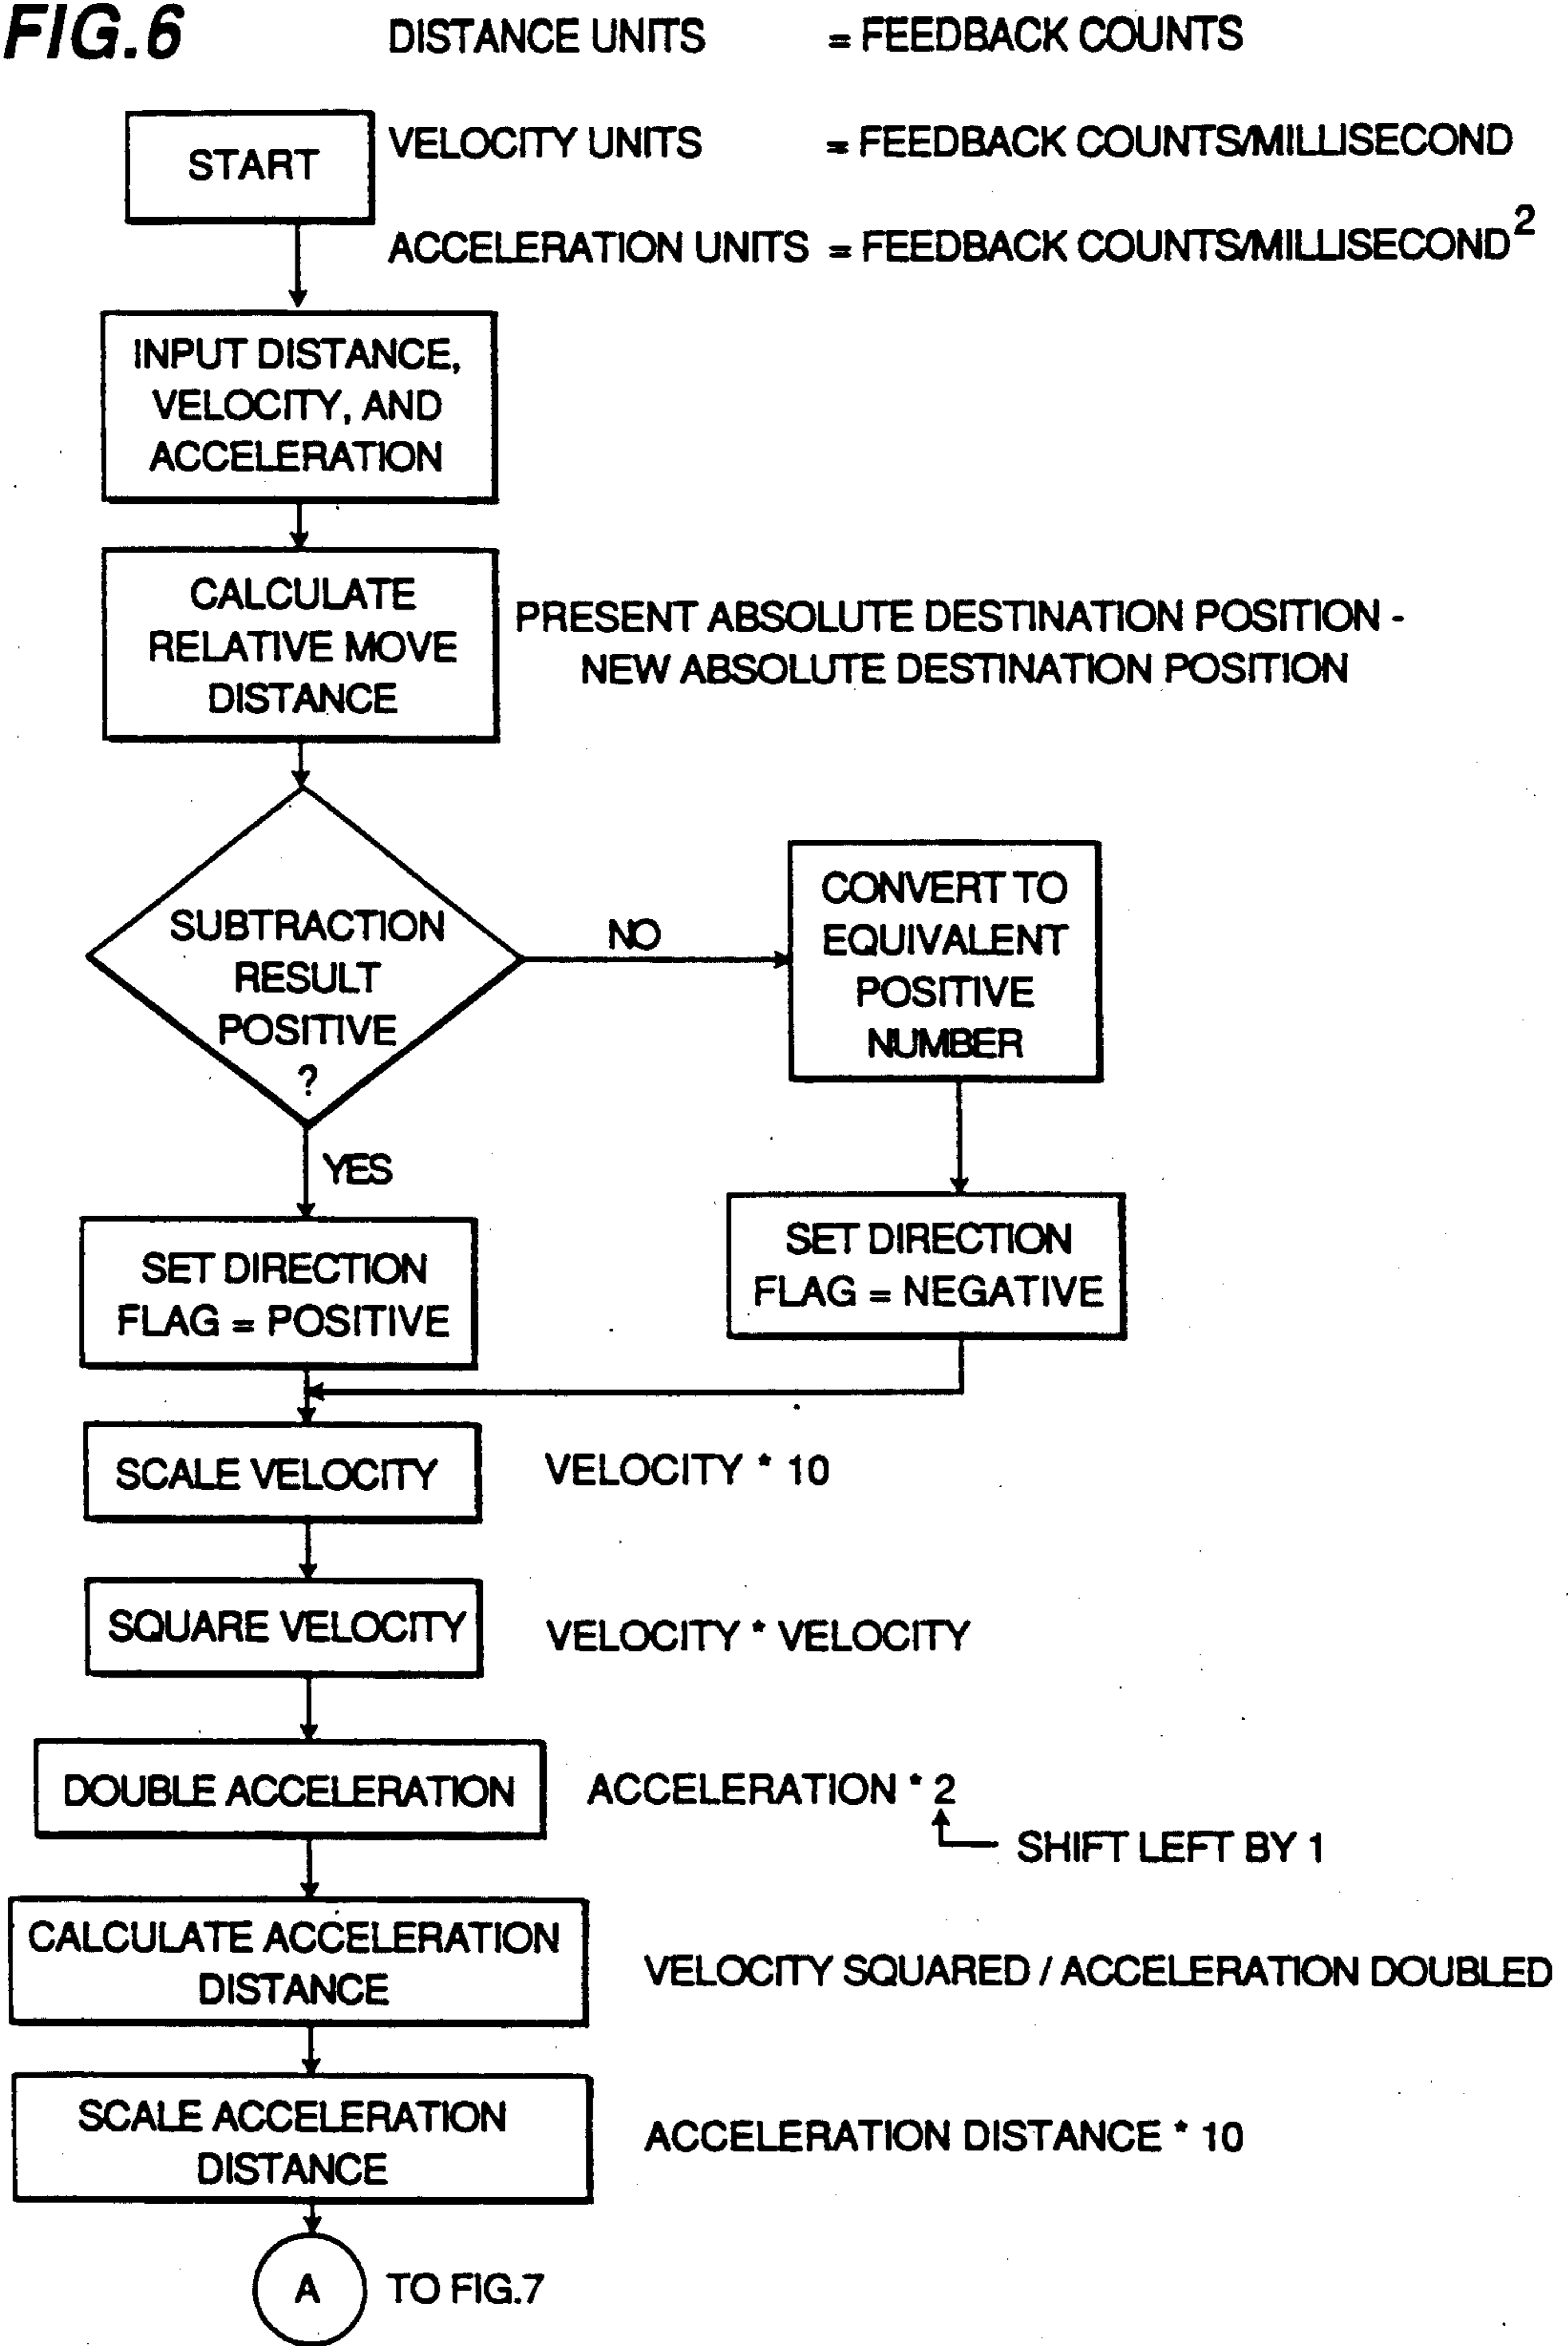 FIG.6
DISTANCE UNITS = FEEDBACK COUNTS
START
VELOCITY UNITS = FEEDBACK COUNTS/MILLISECOND
ACCELERATION UNITS = FEEDBACK COUNTS/MILLISECOND²
INPUT DISTANCE,
VELOCITY, AND
ACCELERATION
CALCULATE
RELATIVE MOVE
DISTANCE
PRESENT ABSOLUTE DESTINATION POSITION -
NEW ABSOLUTE DESTINATION POSITION
SUBTRACTION
RESULT
POSITIVE
?
NO
CONVERT TO
EQUIVALENT
POSITIVE
NUMBER
YES
SET DIRECTION
FLAG = POSITIVE
SET DIRECTION
FLAG = NEGATIVE
SCALE VELOCITY
VELOCITY * 10
SQUARE VELOCITY
VELOCITY * VELOCITY
DOUBLE ACCELERATION
ACCELERATION * 2
SHIFT LEFT BY 1
CALCULATE ACCELERATION
DISTANCE
VELOCITY SQUARED / ACCELERATION DOUBLED
SCALE ACCELERATION
DISTANCE
ACCELERATION DISTANCE * 10
A
TO FIG.7